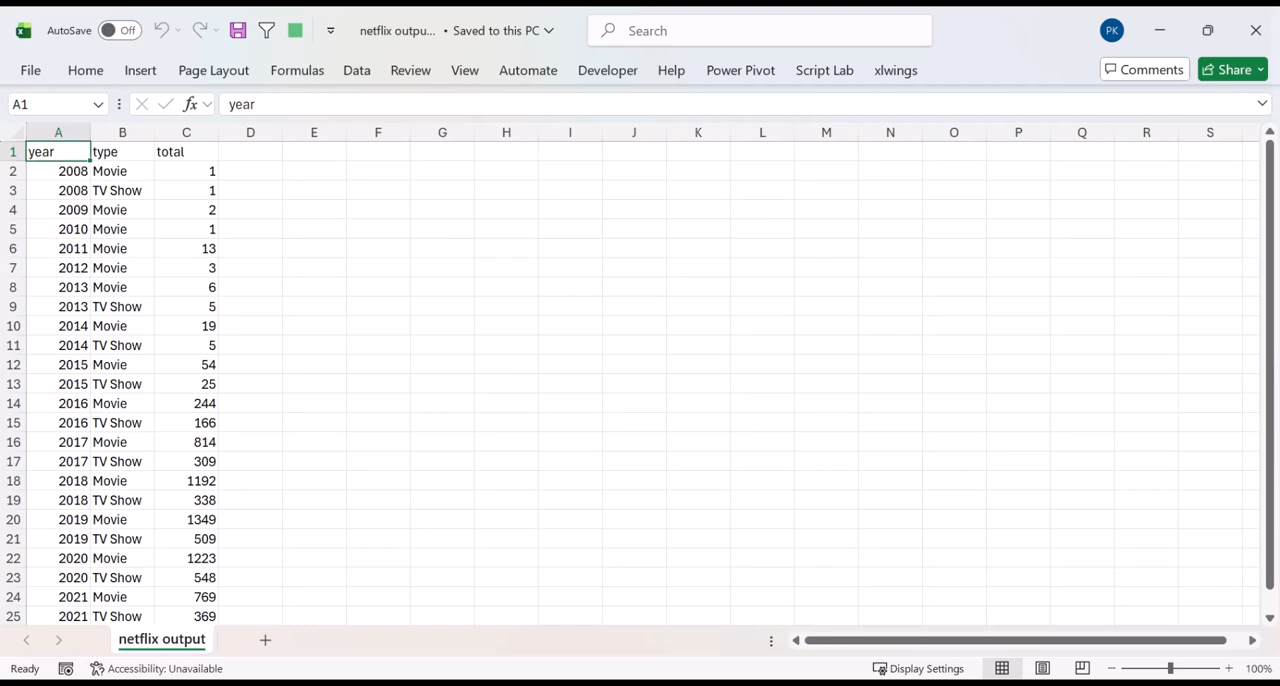 AutoSave Off netflix outpu... • Saved to this PC Search PK
File Home Insert Page Layout Formulas Data Review View Automate Developer Help Power Pivot Script Lab xlwings Comments Share
A1 fx year
A B C D E F G H I J K L M N O P Q R S
1 year type total
2 2008 Movie 1
3 2008 TV Show 1
4 2009 Movie 2
5 2010 Movie 1
6 2011 Movie 13
7 2012 Movie 3
8 2013 Movie 6
9 2013 TV Show 5
10 2014 Movie 19
11 2014 TV Show 5
12 2015 Movie 54
13 2015 TV Show 25
14 2016 Movie 244
15 2016 TV Show 166
16 2017 Movie 814
17 2017 TV Show 309
18 2018 Movie 1192
19 2018 TV Show 338
20 2019 Movie 1349
21 2019 TV Show 509
22 2020 Movie 1223
23 2020 TV Show 548
24 2021 Movie 769
25 2021 TV Show 369
netflix output
Ready Accessibility: Unavailable Display Settings 100%